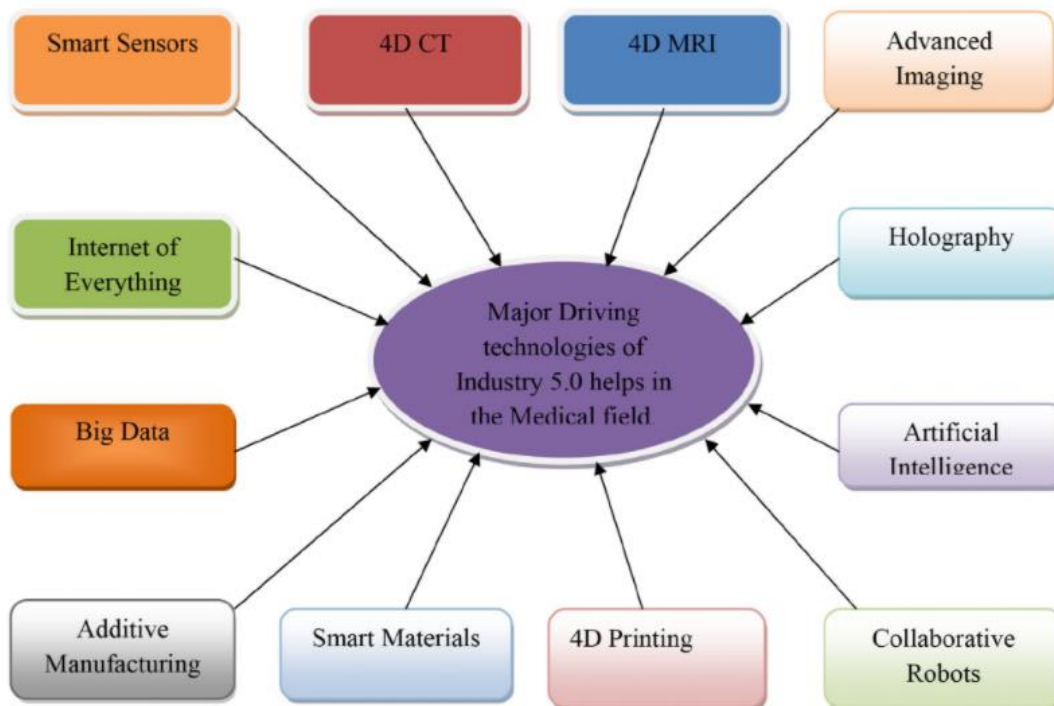 Smart Sensors
4D CT
4D MRI
Advanced
Imaging
Internet of
Everything
Holography
Major Driving
technologies of
Industry 5.0 helps in
the Medical field
Big Data
Artificial
Intelligence
Additive
Manufacturing
Smart Materials
4D Printing
Collaborative
Robots